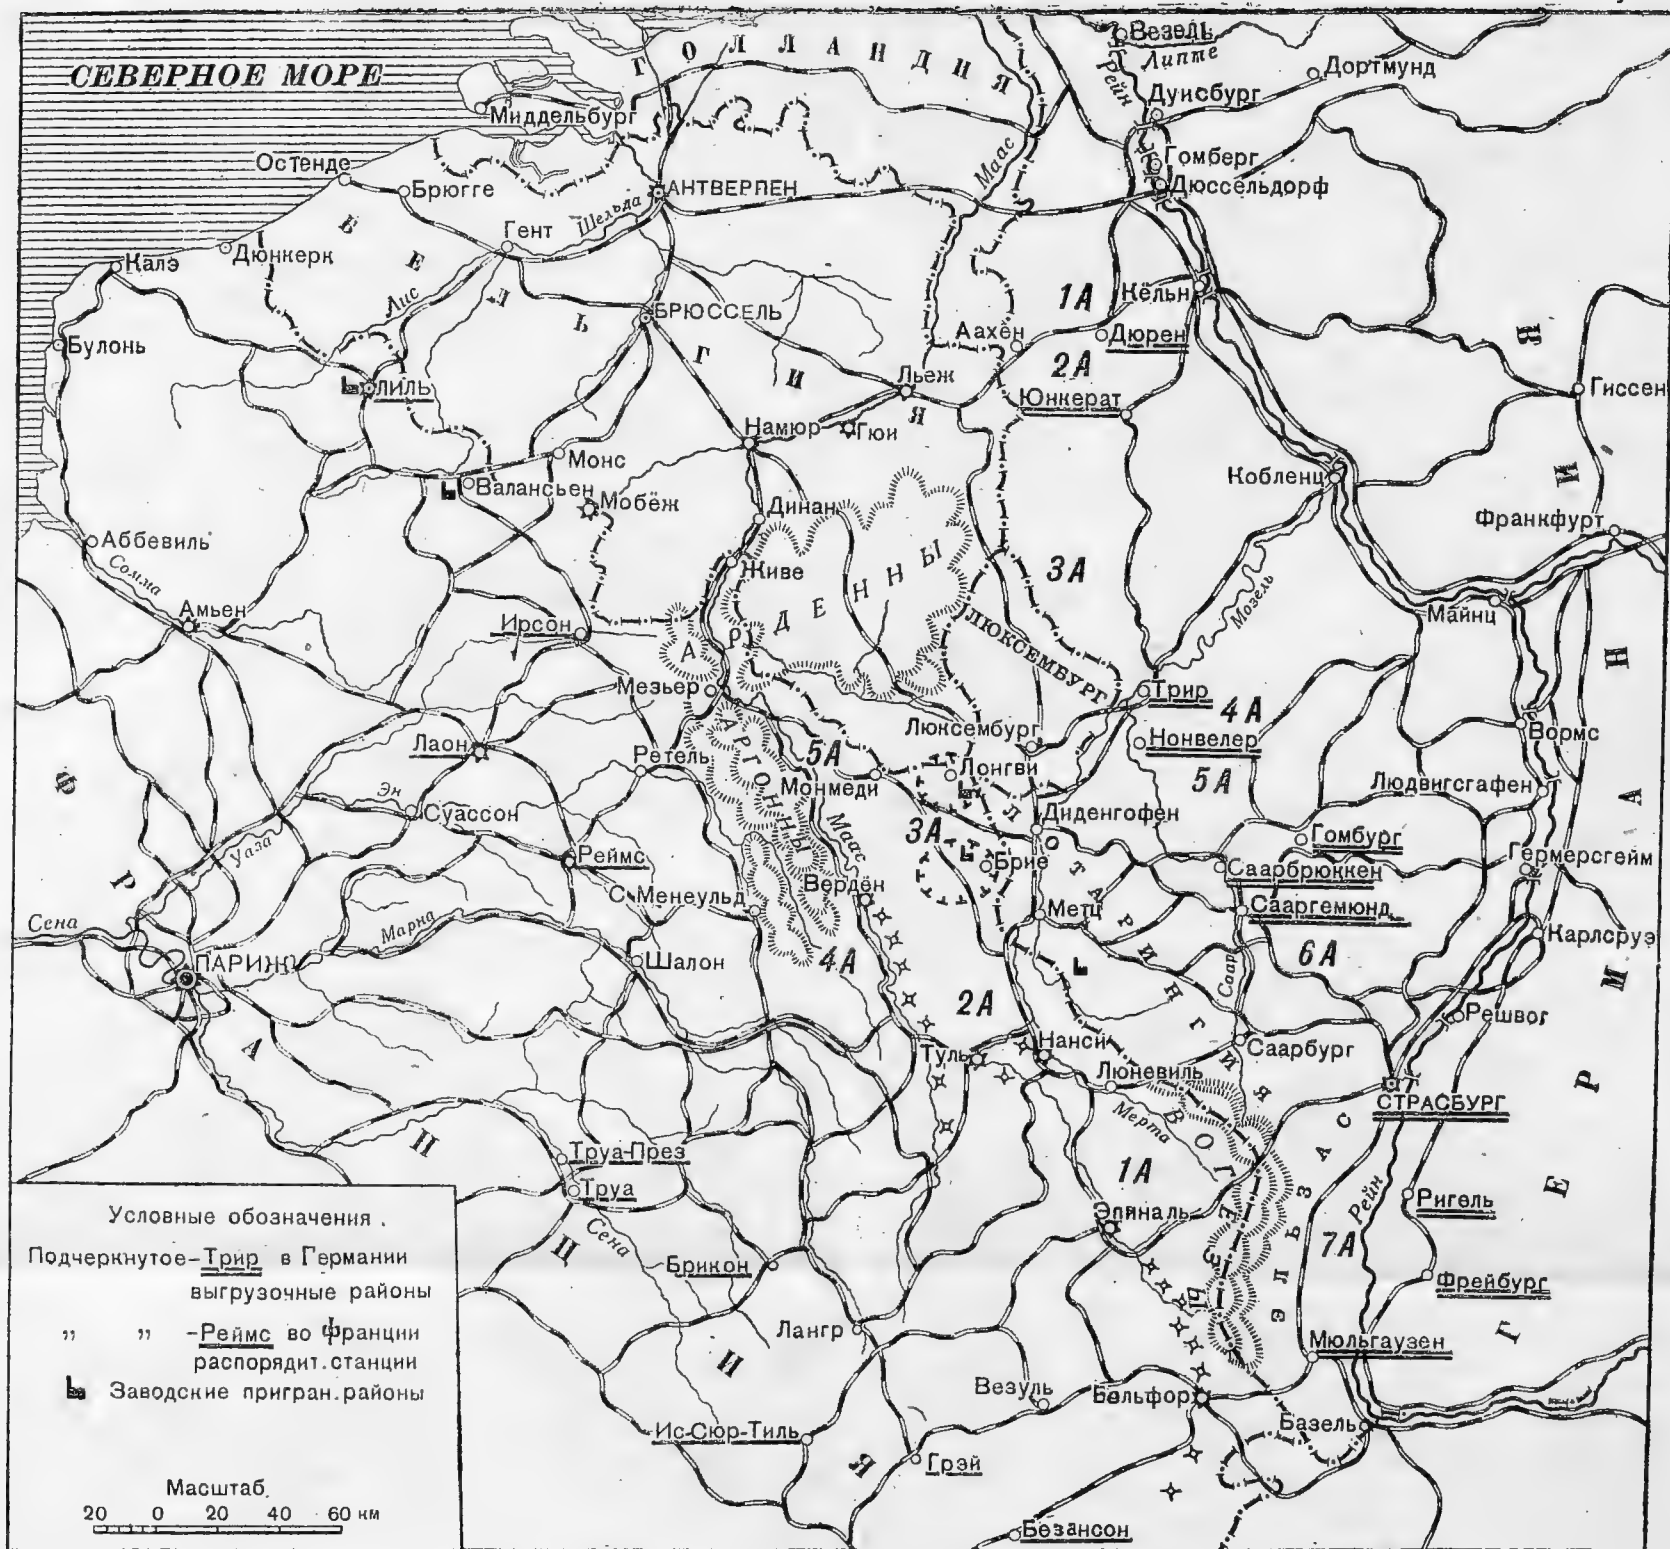 СЕВЕРНОЕ МОРЕ
ГОЛЛАНДИЯ
Везель
Липпе
Рейн
Дортмунд
Дуисбург
Миддельбург
Маас
Гомберг
Дюссельдорф
Остенде
Брюгге
АНТВЕРПЕН
Шельда
Гент
БЕЛЬГИЯ
Дюнкерк
Калэ
Лис
БРЮССЕЛЬ
1А
Кёльн
Аахен
Дюрен
Булонь
2А
ЛИЛЬ
Льеж
Юнкерат
Гиссен
Намюр
Гюи
Монс
Валансьен
Мобёж
Кобленц
Динан
Франкфурт
Аббевиль
Сомма
Живе
АРДЕННЫ
3А
Мозель
Амьен
Ирсон
Майнц
ЛЮКСЕМБУРГ
Мезьер
Трир
4А
Люксембург
Нонвелер
Вормс
Лаон
Ретель
АРГОННЫ
5А
Лонгви
5А
Монмеди
Людвигсгафен
Эн
Суассон
Маас
3А
Диденгофен
Гомбург
Уаза
Реймс
Брие
Саарбрюккен
Гермерсгейм
С-Менеульд
Верден
Метц
Сааргемюнд
ЛОТАРИНГИЯ
Сена
Марна
Карлсруэ
ПАРИЖ
Шалон
4А
6А
Саар
2А
Решвог
Туль
Нанси
Саарбург
Люневиль
СТРАСБУРГ
Мерта
ВОГЕЗЫ
ЭЛЬЗАС
Труа-През
Труа
1А
Рейн
Ригель
Сена
Эпиналь
7А
Брикон
Фрейбург
Лангр
Мюльгаузен
Везуль
Бельфор
Базель
Ис-Сюр-Тиль
Грэй
Безансон
ФРАНЦИЯ
ГЕРМАНИЯ
Условные обозначения.
Подчеркнутое-Трир в Германии
выгрузочные районы
„ „ -Реймс во Франции
распорядит. станции
Заводские пригран. районы
Масштаб.
20 0 20 40 60 км